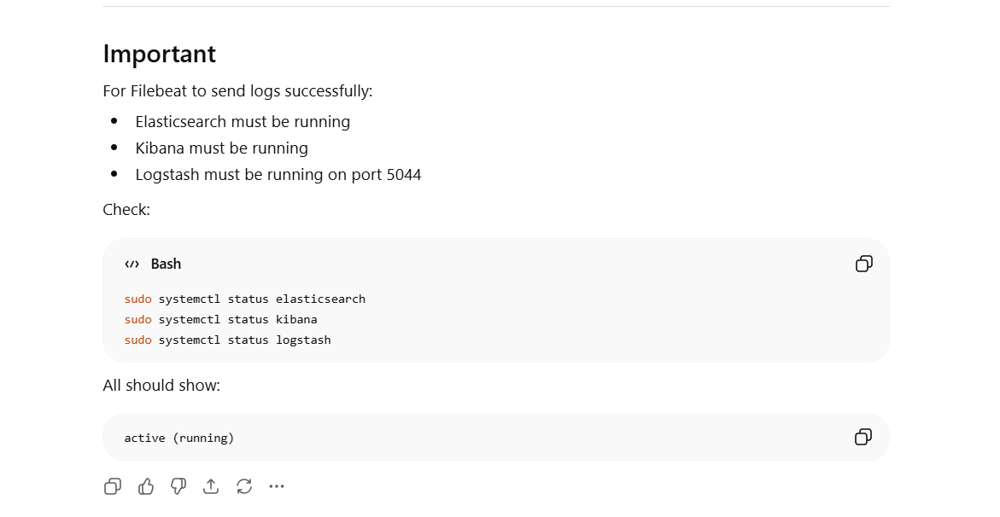 Important
For Filebeat to send logs successfully:
• Elasticsearch must be running
• Kibana must be running
• Logstash must be running on port 5044
Check:
Bash
sudo systemctl status elasticsearch
sudo systemctl status kibana
sudo systemctl status logstash
All should show:
active (running)